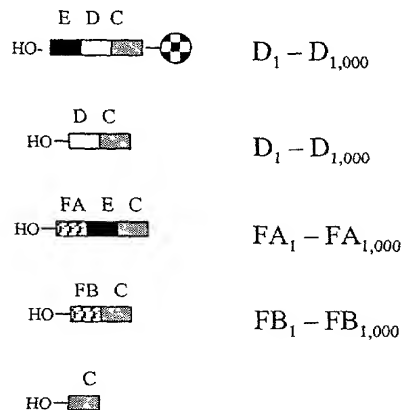 E D C
HO- D₁ – D₁,₀₀₀
D C
HO D₁ – D₁,₀₀₀
FA E C
HO FA₁ – FA₁,₀₀₀
FB C
HO FB₁ – FB₁,₀₀₀
C
HO